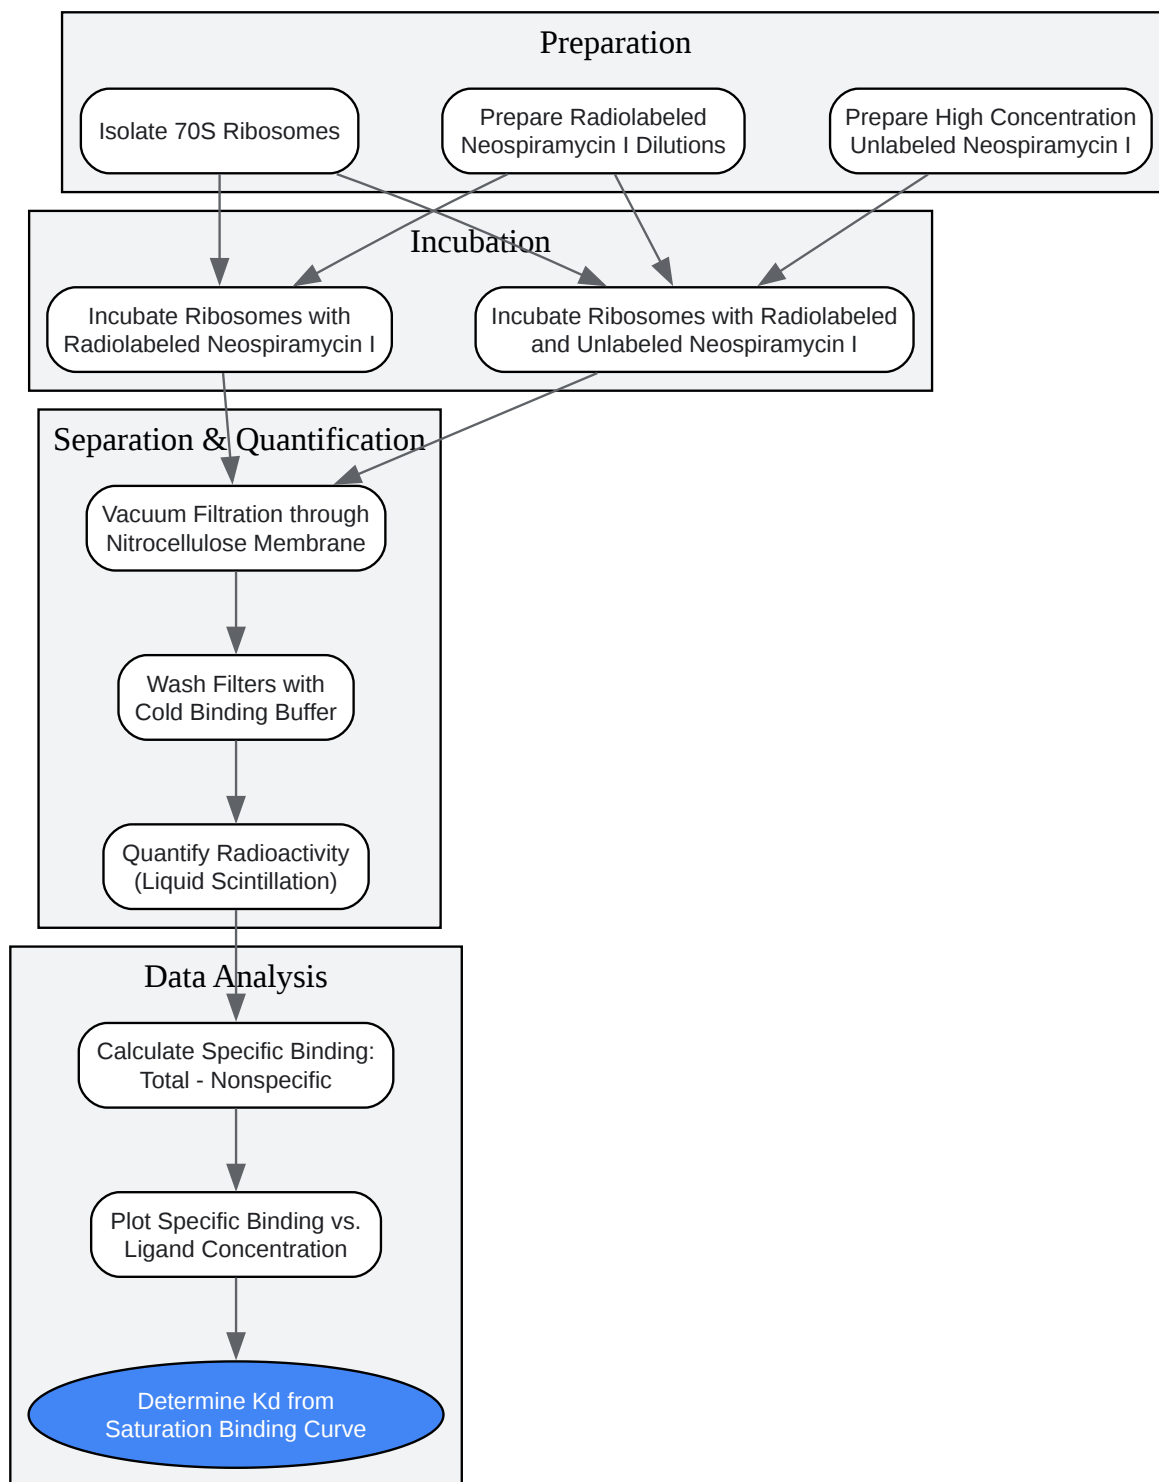 Preparation
Isolate 70S Ribosomes
Prepare Radiolabeled
Neospiramycin I Dilutions
Prepare High Concentration
Unlabeled Neospiramycin I
Incubation
Incubate Ribosomes with
Radiolabeled Neospiramycin I
Incubate Ribosomes with Radiolabeled
and Unlabeled Neospiramycin I
Separation & Quantification
Vacuum Filtration through
Nitrocellulose Membrane
Wash Filters with
Cold Binding Buffer
Quantify Radioactivity
(Liquid Scintillation)
Data Analysis
Calculate Specific Binding:
Total - Nonspecific
Plot Specific Binding vs.
Ligand Concentration
Determine Kd from
Saturation Binding Curve